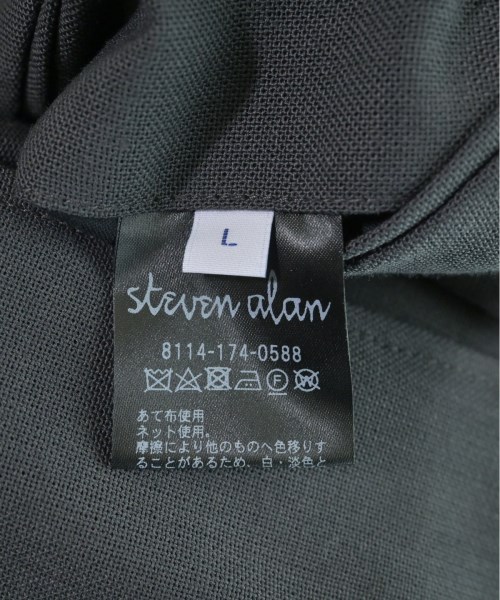 L
steven alan
8114-174-0588
あて布使用
ネット使用。
摩擦により他のものへ色移りす
ることがあるため、白・淡色と